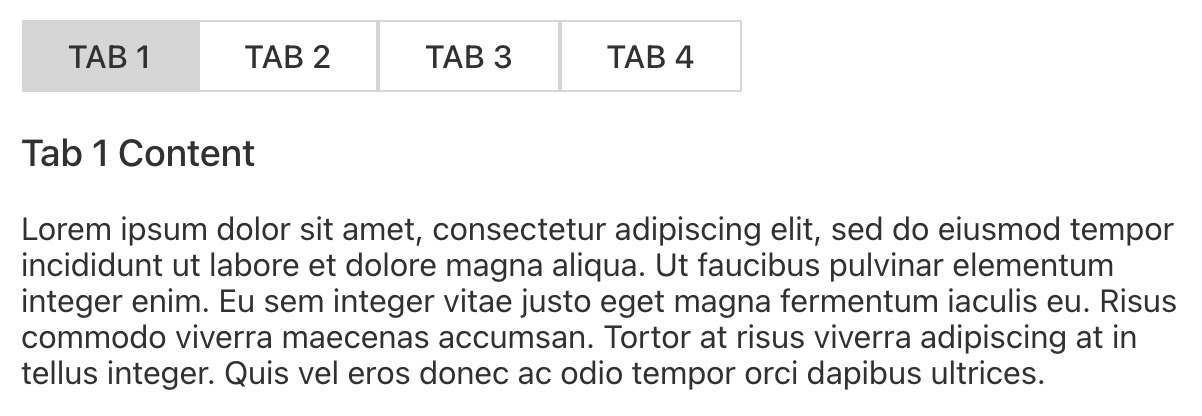 TAB 1 TAB 2 TAB 3 TAB 4
Tab 1 Content
Lorem ipsum dolor sit amet, consectetur adipiscing elit, sed do eiusmod tempor
incididunt ut labore et dolore magna aliqua. Ut faucibus pulvinar elementum
integer enim. Eu sem integer vitae justo eget magna fermentum iaculis eu. Risus
commodo viverra maecenas accumsan. Tortor at risus viverra adipiscing at in
tellus integer. Quis vel eros donec ac odio tempor orci dapibus ultrices.